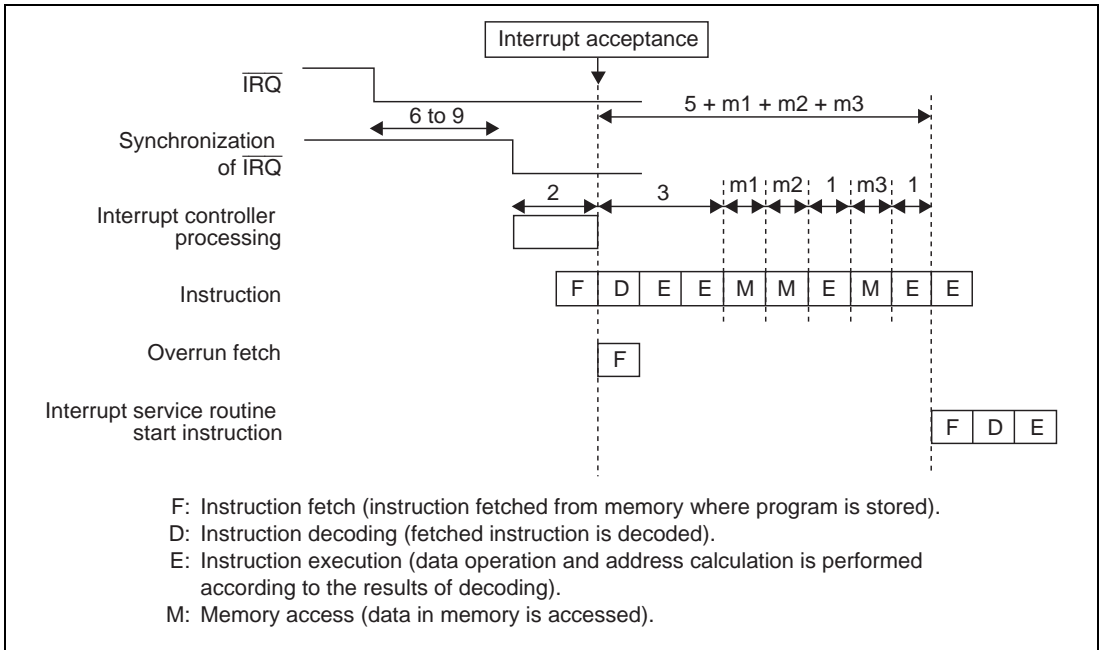 Interrupt acceptance
IRQ
5 + m1 + m2 + m3
6 to 9
Synchronization
of IRQ
2 3 m1 m2 1 m3 1
Interrupt controller
processing
Instruction F D E E M M E M E E
Overrun fetch F
Interrupt service routine
start instruction F D E
F: Instruction fetch (instruction fetched from memory where program is stored).
D: Instruction decoding (fetched instruction is decoded).
E: Instruction execution (data operation and address calculation is performed
according to the results of decoding).
M: Memory access (data in memory is accessed).